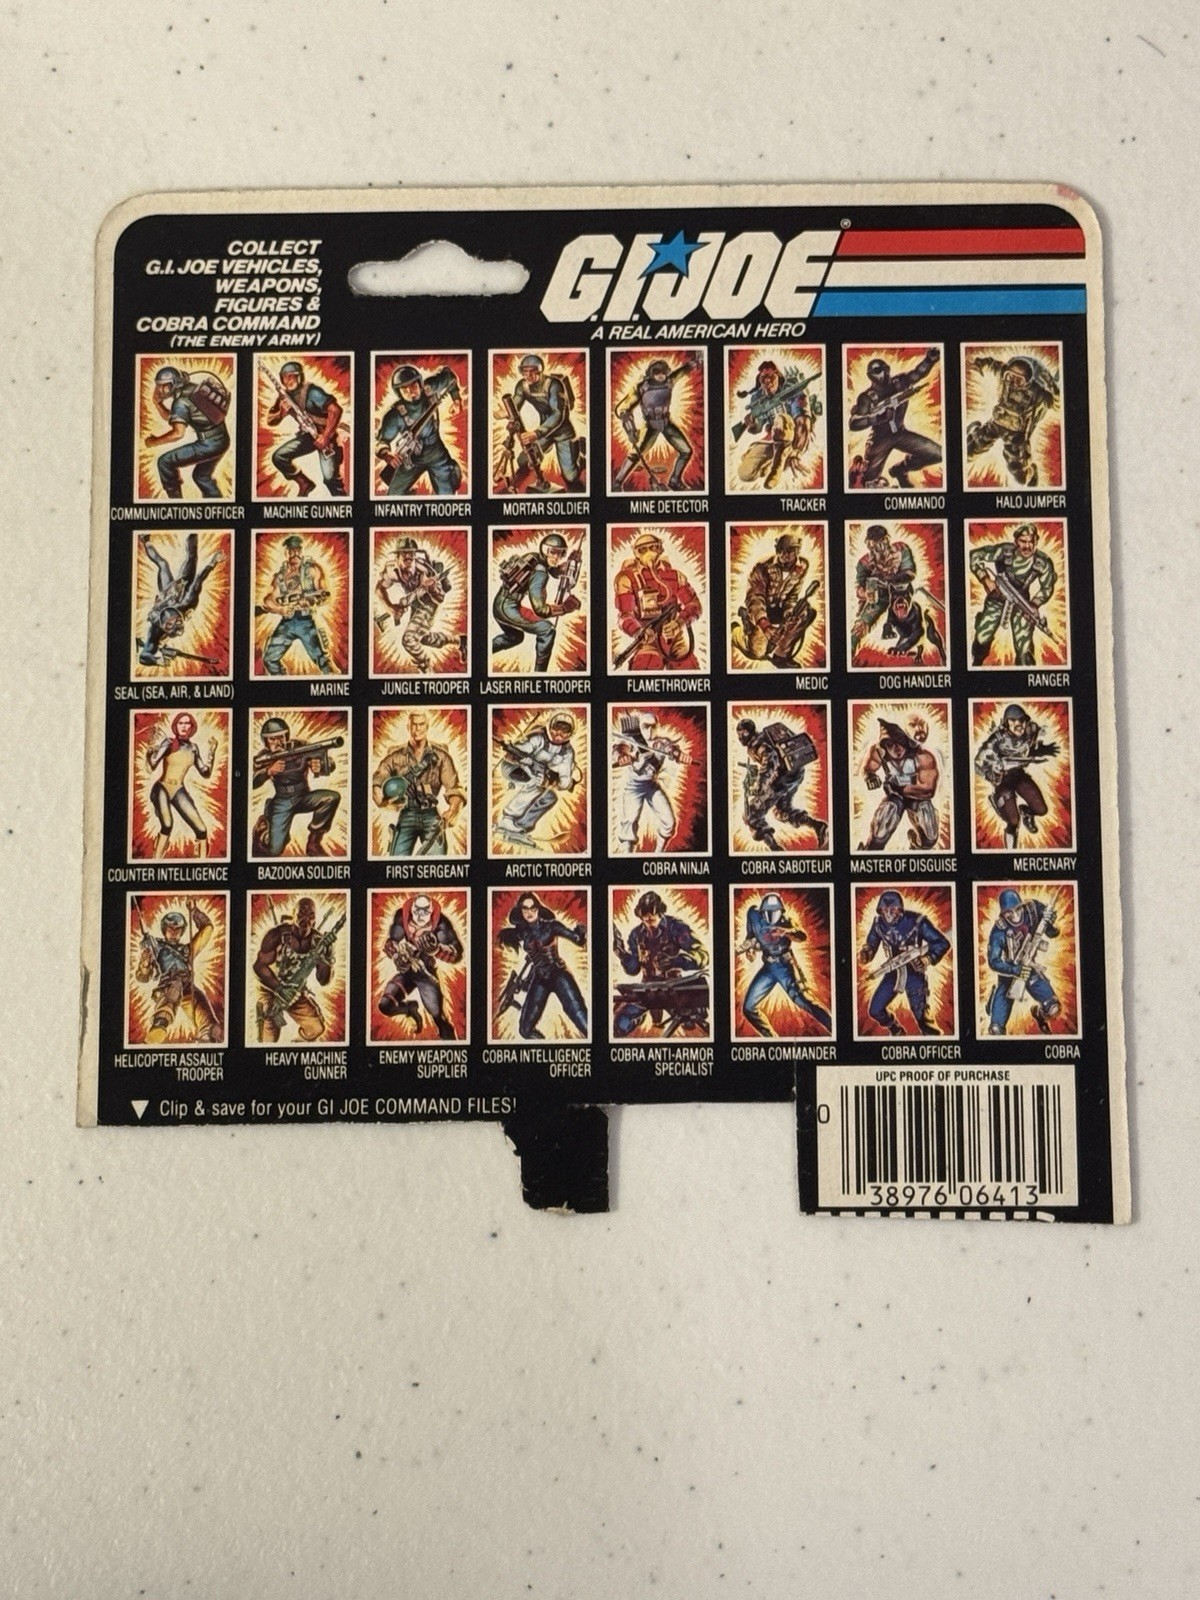 COLLECT
G.I. JOE VEHICLES,
WEAPONS,
FIGURES &
COBRA COMMAND
(THE ENEMY ARMY)
G.I. JOE®
A REAL AMERICAN HERO
COMMUNICATIONS OFFICER
MACHINE GUNNER
INFANTRY TROOPER
MORTAR SOLDIER
MINE DETECTOR
TRACKER
COMMANDO
HALO JUMPER
SEAL (SEA, AIR, & LAND)
MARINE
JUNGLE TROOPER
LASER RIFLE TROOPER
FLAMETHROWER
MEDIC
DOG HANDLER
RANGER
COUNTER INTELLIGENCE
BAZOOKA SOLDIER
FIRST SERGEANT
ARCTIC TROOPER
COBRA NINJA
COBRA SABOTEUR
MASTER OF DISGUISE
MERCENARY
HELICOPTER ASSAULT
TROOPER
HEAVY MACHINE
GUNNER
ENEMY WEAPONS
SUPPLIER
COBRA INTELLIGENCE
OFFICER
COBRA ANTI-ARMOR
SPECIALIST
COBRA COMMANDER
COBRA OFFICER
COBRA
▼ Clip & save for your GI JOE COMMAND FILES!
UPC PROOF OF PURCHASE
0 38976 06413